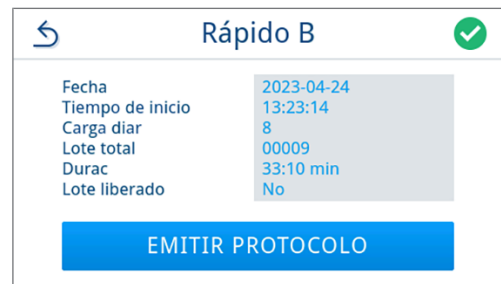 Rápido B
Fecha 2023-04-24
Tiempo de inicio 13:23:14
Carga diar 8
Lote total 00009
Durac 33:10 min
Lote liberado No
EMITIR PROTOCOLO